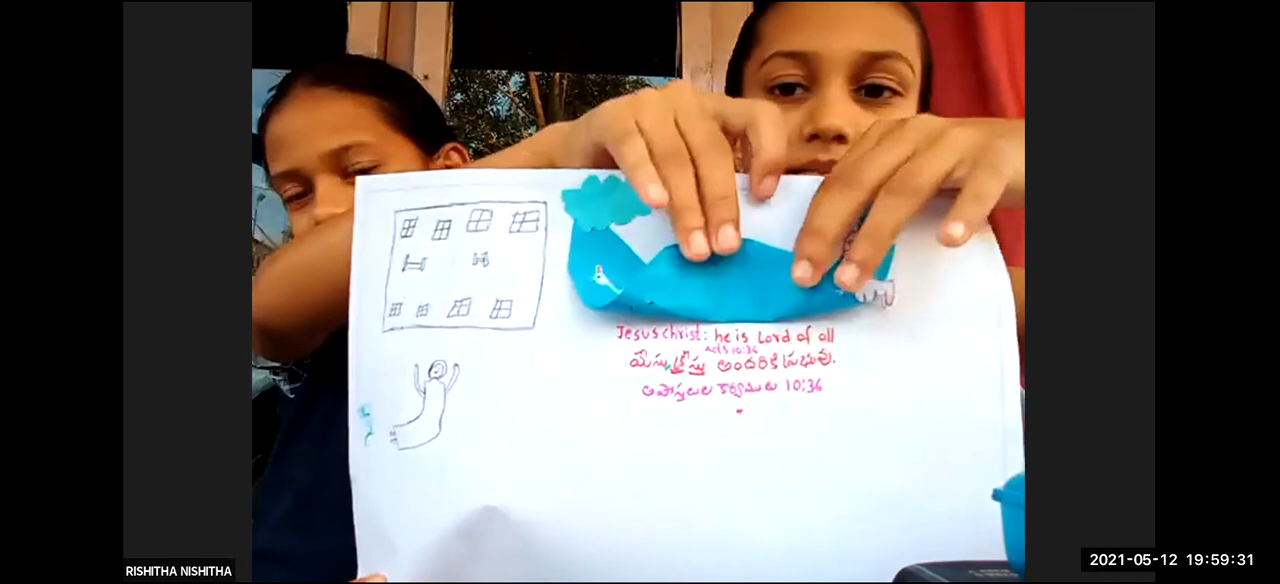 Jesus christ: he is Lord of all
Acts 10:36
యేసుక్రీస్తు అందరికి ప్రభువు.
అపొస్తలుల కార్యములు 10:36
RISHITHA NISHITHA
2021-05-12 19:59:31